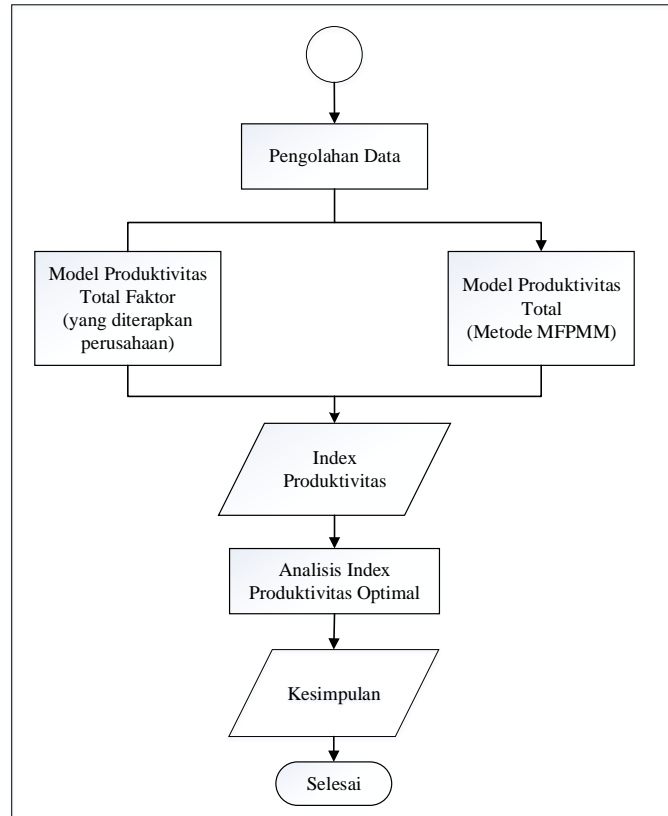 Pengolahan Data
Model Produktivitas
Total Faktor
(yang diterapkan
perusahaan)
Model Produktivitas
Total
(Metode MFPMM)
Index
Produktivitas
Analisis Index
Produktivitas Optimal
Kesimpulan
Selesai